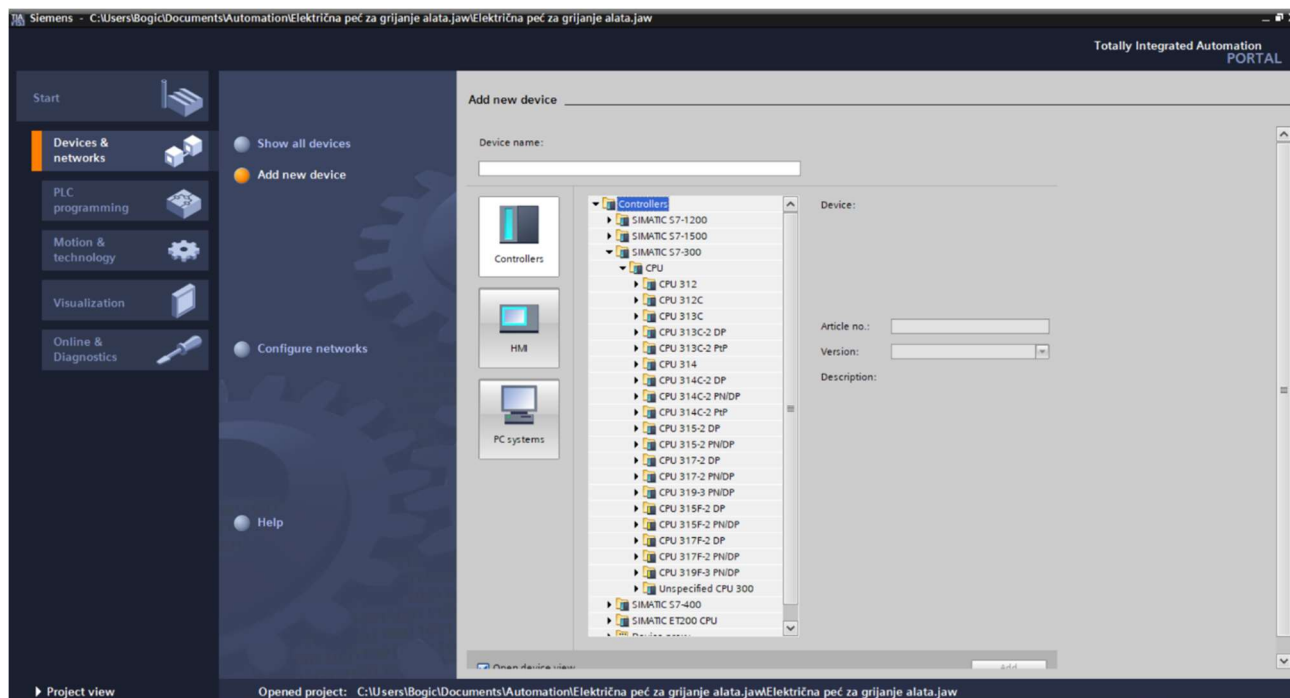 Siemens - C:\Users\Bogic\Documents\Automation\Električna peć za grijanje alata.jaw\Električna peć za grijanje alata.jaw
Totally Integrated Automation
PORTAL
Start
Devices &
networks
PLC
programming
Motion &
technology
Visualization
Online &
Diagnostics
Show all devices
Add new device
Configure networks
Help
Add new device
Device name:
Controllers
HMI
PC systems
Controllers
SIMATIC S7-1200
SIMATIC S7-1500
SIMATIC S7-300
CPU
CPU 312
CPU 312C
CPU 313C
CPU 313C-2 DP
CPU 313C-2 PtP
CPU 314
CPU 314C-2 DP
CPU 314C-2 PN/DP
CPU 314C-2 PtP
CPU 315-2 DP
CPU 315-2 PN/DP
CPU 317-2 DP
CPU 317-2 PN/DP
CPU 319-3 PN/DP
CPU 315F-2 DP
CPU 315F-2 PN/DP
CPU 317F-2 DP
CPU 317F-2 PN/DP
CPU 319F-3 PN/DP
Unspecified CPU 300
SIMATIC S7-400
SIMATIC ET200 CPU
Device proxy
Device:
Article no.:
Version:
Description:
Open device view
Add
Project view
Opened project: C:\Users\Bogic\Documents\Automation\Električna peć za grijanje alata.jaw\Električna peć za grijanje alata.jaw